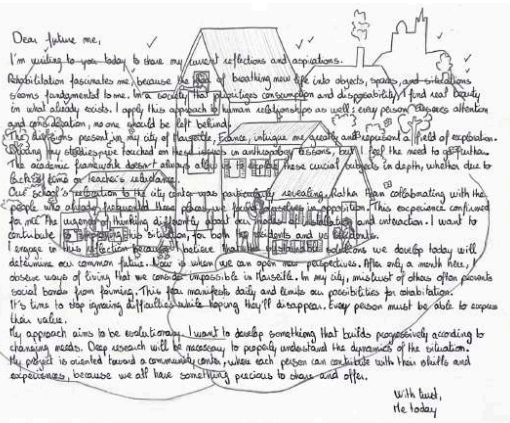 Dear future me,
I'm writing to you today to share my current reflections and aspirations.
Rehabilitation fascinates me, because the idea of breathing new life into objects, spaces, and situations
seems fundamental to me. In a society that privileges consumption and disposability, I find real beauty
in what already exists. I apply this approach to human relationships as well: every person deserves attention
and consideration, no one should be left behind.
The divisions present in my city of Marseille, France, intrigue me greatly and represent a field of exploration.
During my studies, we touched on these issues in anthropology lessons, but I feel the need to go further.
The academic framework doesn't always allow us to explore these crucial subjects in depth, whether due to
lack of time or teacher's reluctance.
Our school's relocation to the city center was particularly revealing. Rather than collaborating with the
people who already frequented these places, we found ourselves in opposition. This experience confirmed
for me the urgency of thinking differently about our modes of installation and interaction. I want to
contribute to this situation, for both the residents and us students.
I engage in this reflection because I believe that the solutions we develop today will
determine our common future. Now is when we can open new perspectives. After only a month here, I
observe ways of living that we consider impossible in Marseille. In my city, mistrust of others often prevents
social bonds from forming. This fear manifests daily and limits our possibilities for cohabitation.
It's time to stop ignoring difficulties while hoping they'll disappear. Every person must be able to express
their value.
My approach aims to be evolutionary. I want to develop something that builds progressively according to
changing needs. Deep research will be necessary to properly understand the dynamics of the situation.
My project is oriented toward a community center, where each person can contribute with their skills and
experiences, because we all have something precious to share and offer.
With
Me today